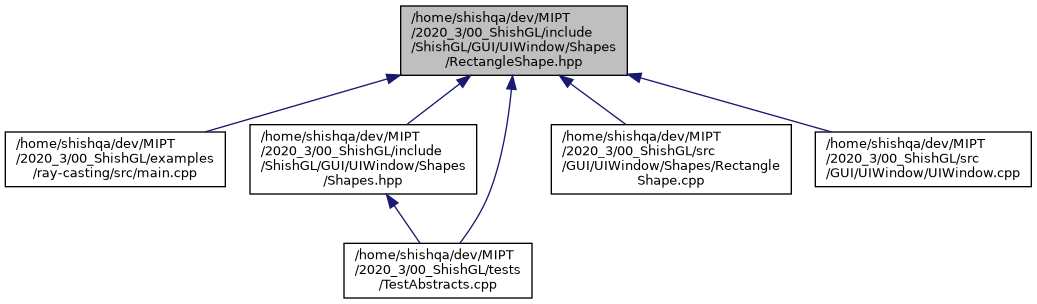 /home/shishqa/dev/MIPT
/2020_3/00_ShishGL/include
/ShishGL/GUI/UIWindow/Shapes
/RectangleShape.hpp
/home/shishqa/dev/MIPT
/2020_3/00_ShishGL/examples
/ray-casting/src/main.cpp
/home/shishqa/dev/MIPT
/2020_3/00_ShishGL/include
/ShishGL/GUI/UIWindow/Shapes
/Shapes.hpp
/home/shishqa/dev/MIPT
/2020_3/00_ShishGL/src
/GUI/UIWindow/Shapes/Rectangle
Shape.cpp
/home/shishqa/dev/MIPT
/2020_3/00_ShishGL/src
/GUI/UIWindow/UIWindow.cpp
/home/shishqa/dev/MIPT
/2020_3/00_ShishGL/tests
/TestAbstracts.cpp